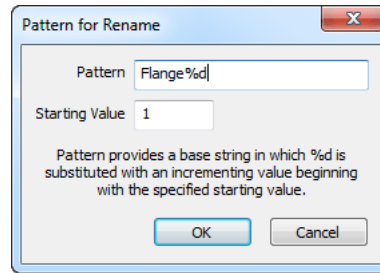 Pattern for Rename
Pattern Flange%d
Starting Value 1
Pattern provides a base string in which %d is
substituted with an incrementing value beginning
with the specified starting value.
OK Cancel